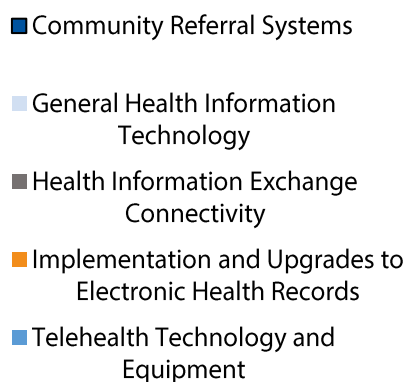 Community Referral Systems
General Health Information
Technology
Health Information Exchange
Connectivity
Implementation and Upgrades to
Electronic Health Records
Telehealth Technology and
Equipment